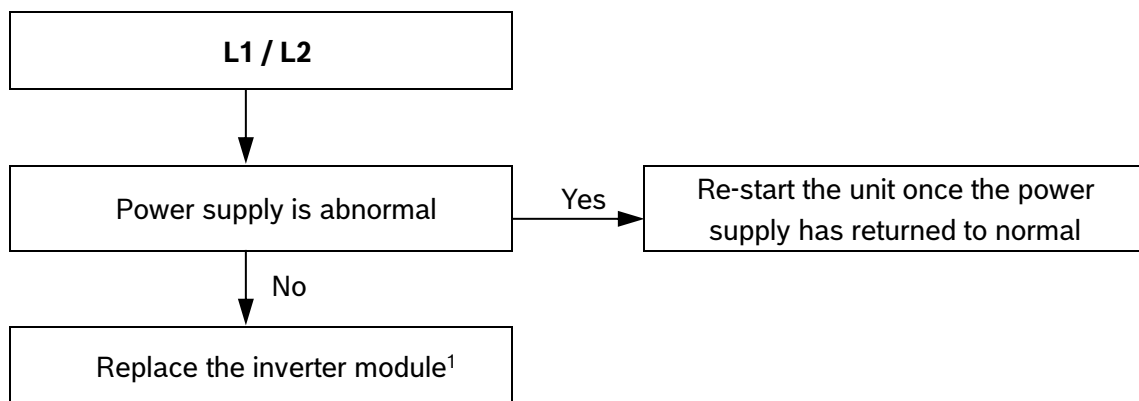 L1 / L2
Power supply is abnormal
Yes
Re-start the unit once the power
supply has returned to normal
No
Replace the inverter module¹